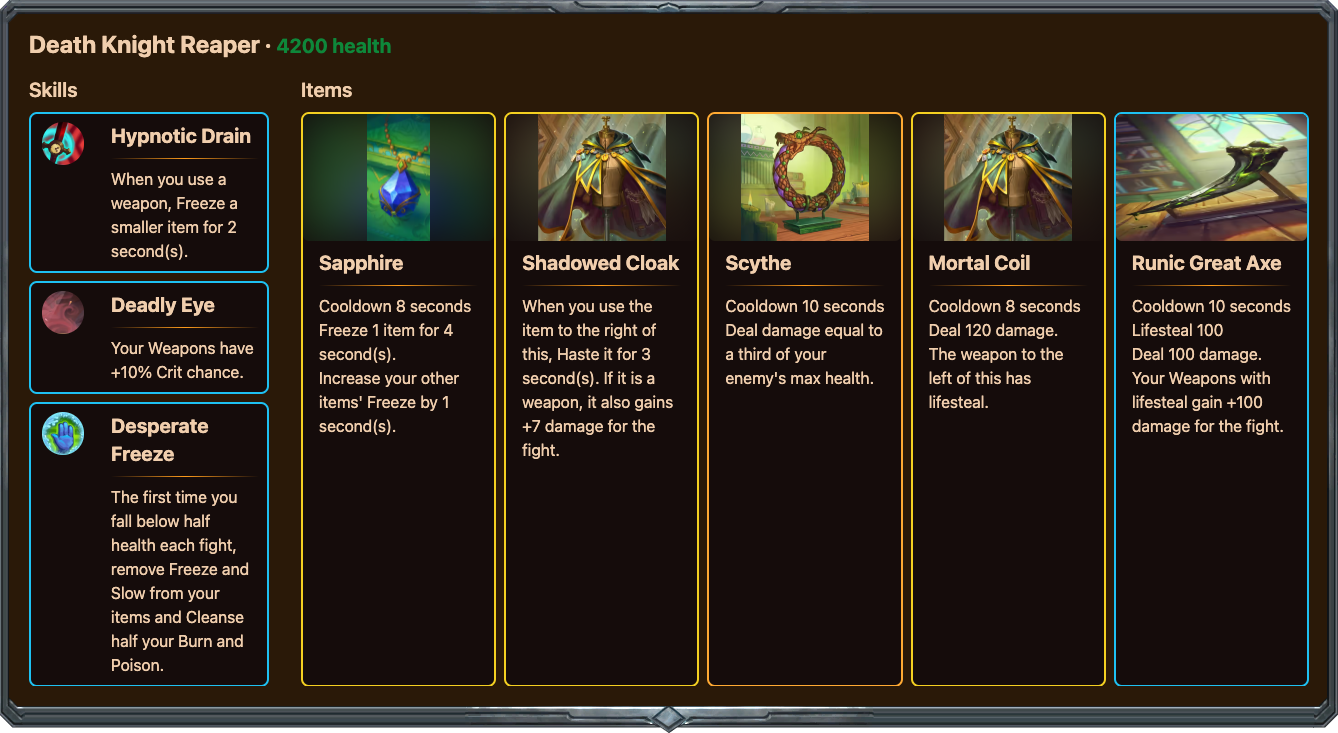 Death Knight Reaper · 4200 health
Skills
Hypnotic Drain
When you use a
weapon, Freeze a
smaller item for 2
second(s).
Deadly Eye
Your Weapons have
+10% Crit chance.
Desperate
Freeze
The first time you
fall below half
health each fight,
remove Freeze and
Slow from your
items and Cleanse
half your Burn and
Poison.
Items
Sapphire
Cooldown 8 seconds
Freeze 1 item for 4
second(s).
Increase your other
items' Freeze by 1
second(s).
Shadowed Cloak
When you use the
item to the right of
this, Haste it for 3
second(s). If it is a
weapon, it also gains
+7 damage for the
fight.
Scythe
Cooldown 10 seconds
Deal damage equal to
a third of your
enemy's max health.
Mortal Coil
Cooldown 8 seconds
Deal 120 damage.
The weapon to the
left of this has
lifesteal.
Runic Great Axe
Cooldown 10 seconds
Lifesteal 100
Deal 100 damage.
Your Weapons with
lifesteal gain +100
damage for the fight.